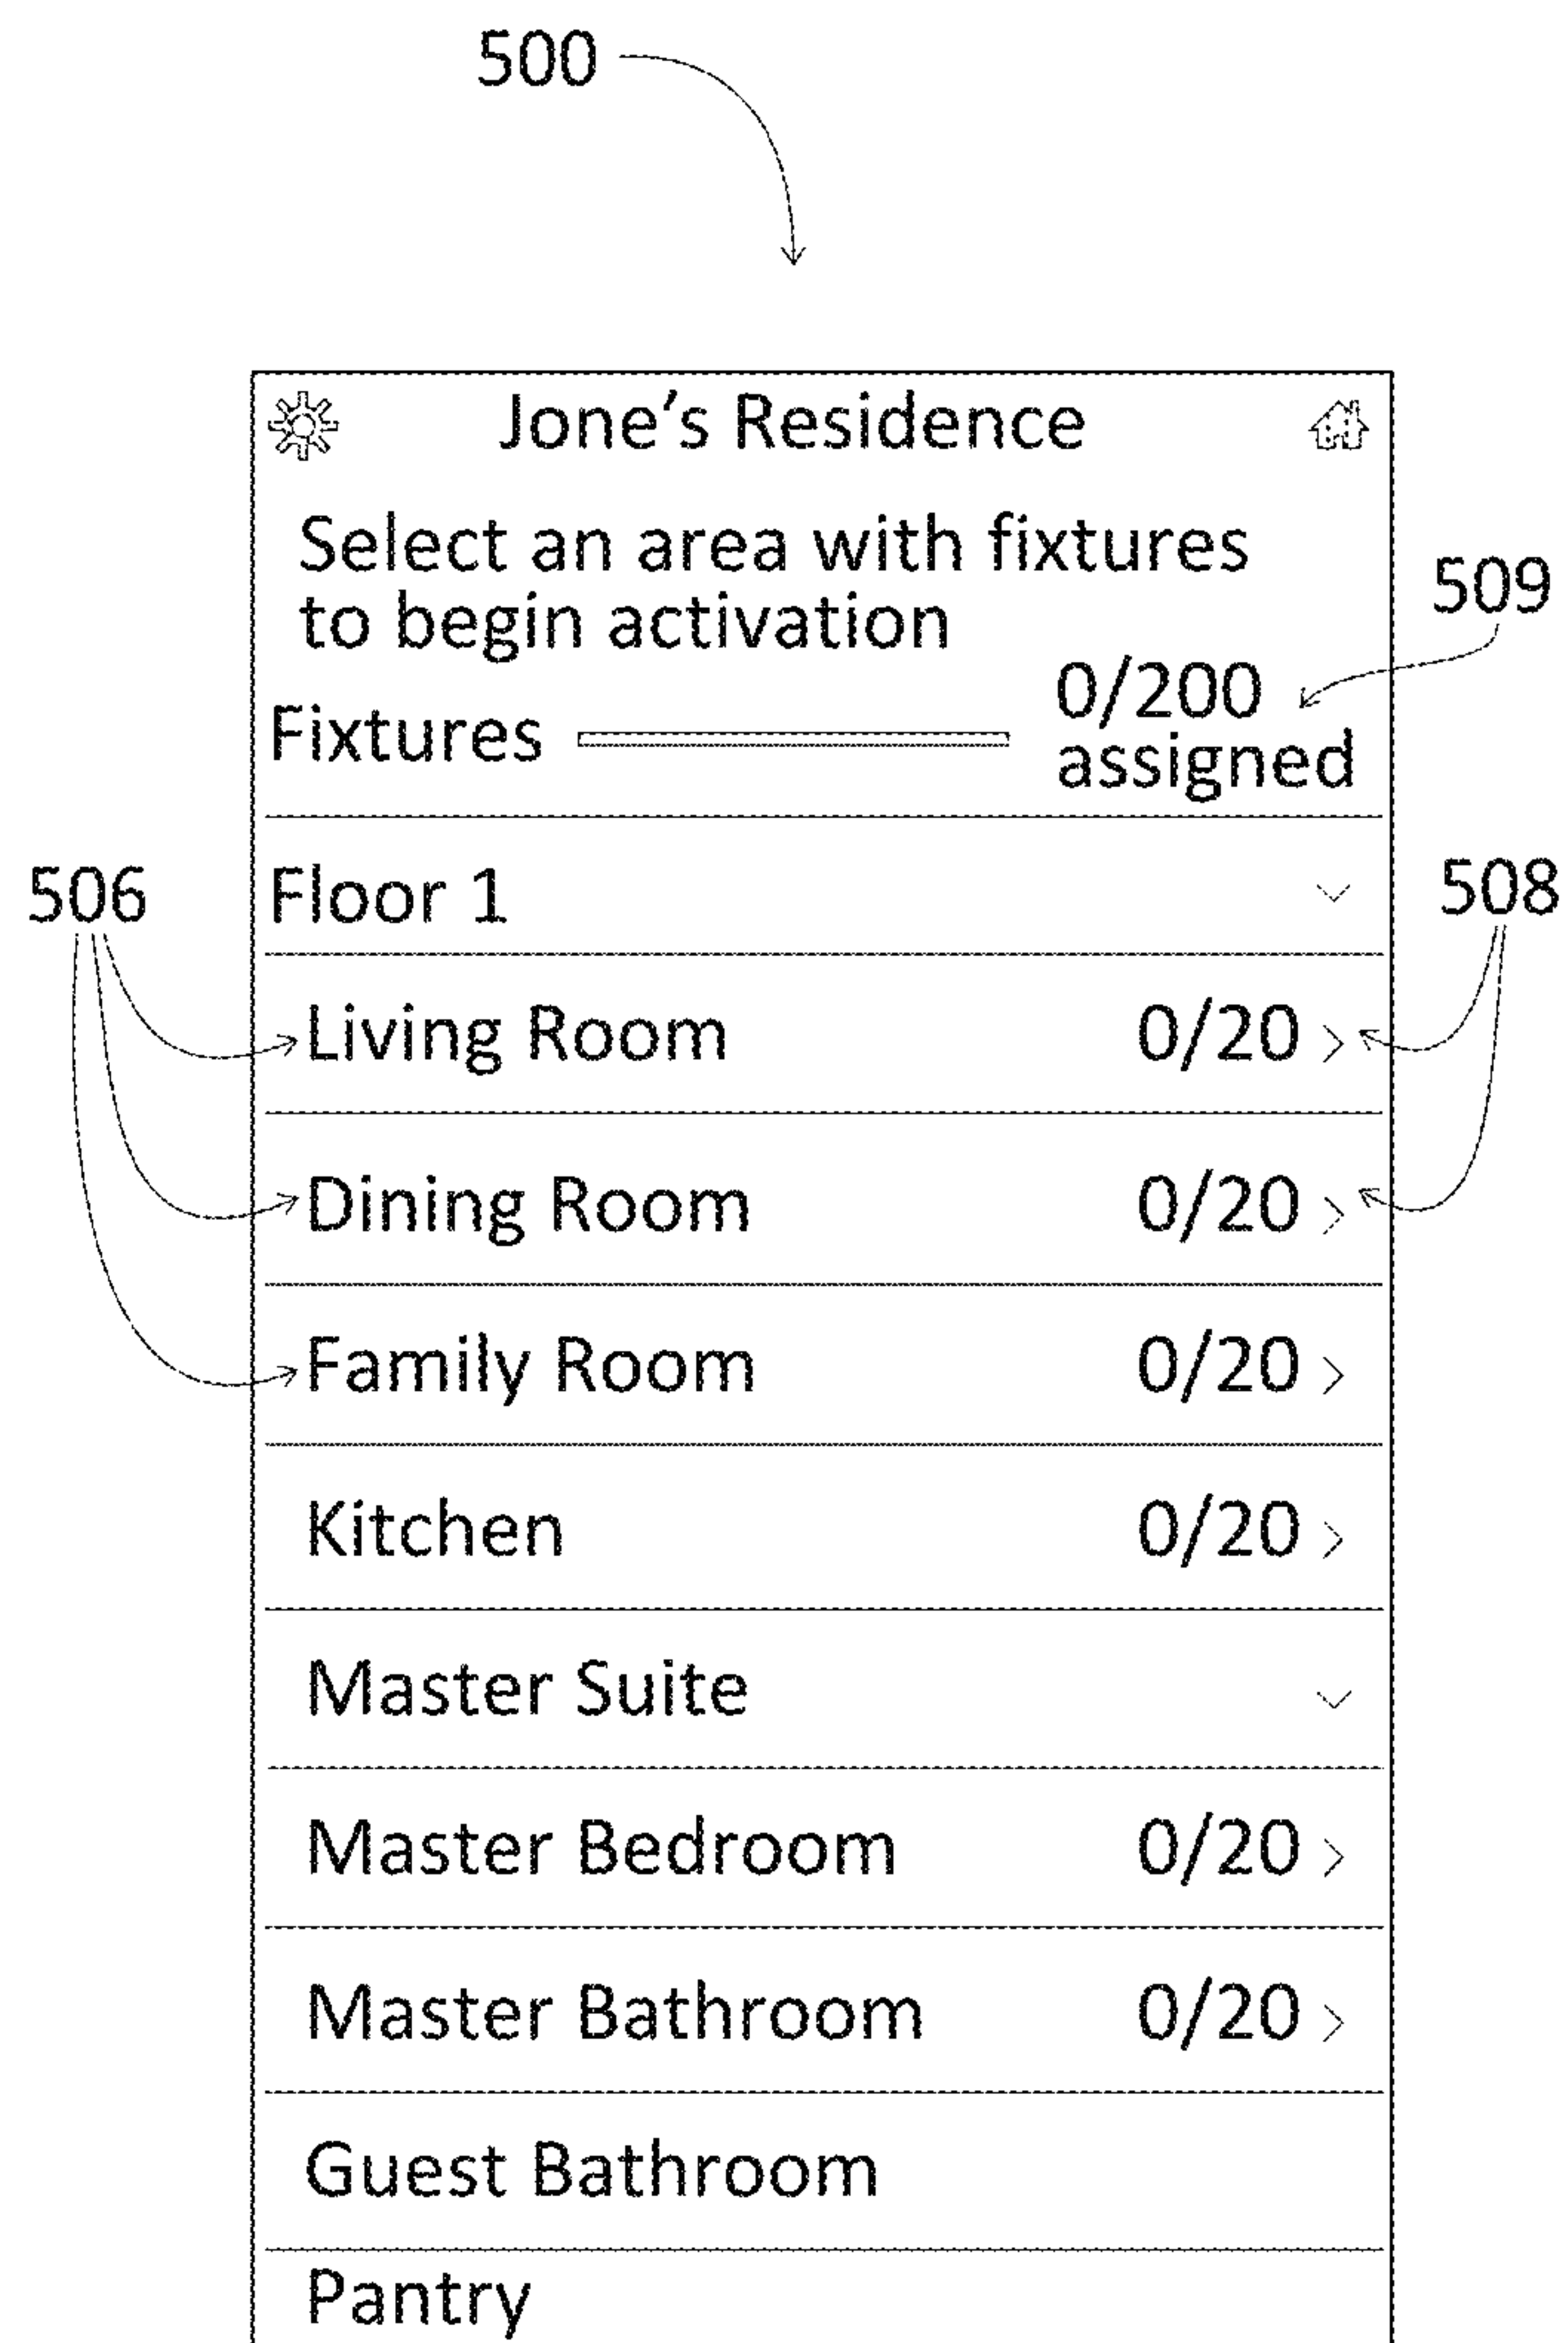 500
Jone's Residence
Select an area with fixtures
to begin activation
509
0/200
Fixtures
assigned
506
Floor 1
508
Living Room 0/20 >
Dining Room 0/20 >
Family Room 0/20 >
Kitchen 0/20 >
Master Suite
Master Bedroom 0/20 >
Master Bathroom 0/20 >
Guest Bathroom
Pantry